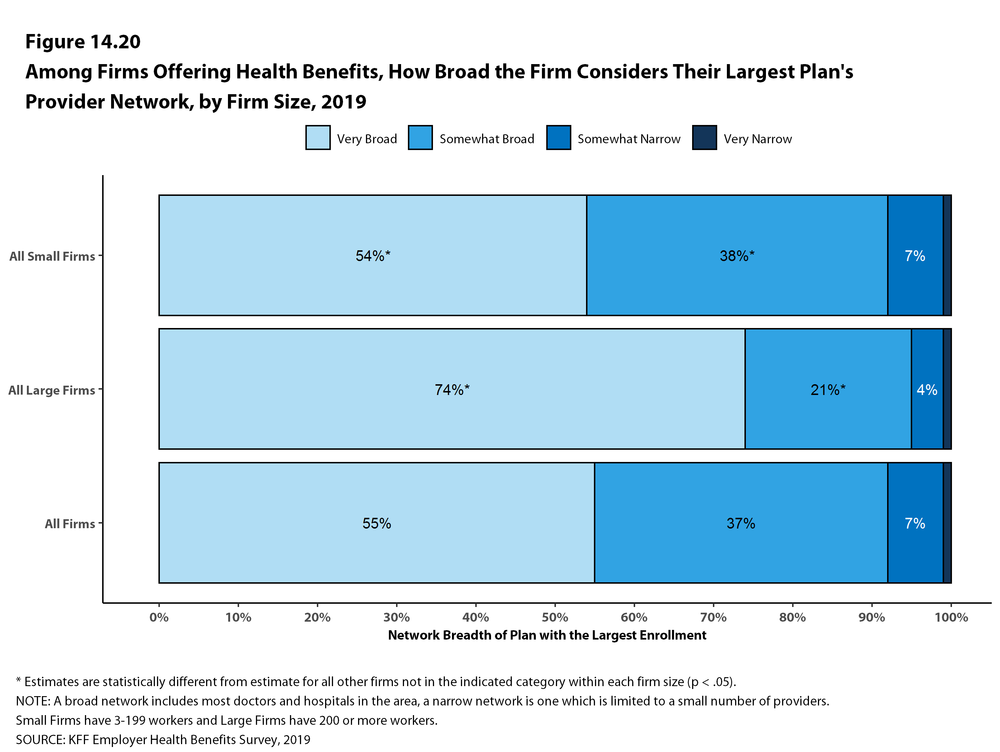 Figure 14.20
Among Firms Offering Health Benefits, How Broad the Firm Considers Their Largest Plan's
Provider Network, by Firm Size, 2019
Very Broad
Somewhat Broad
Somewhat Narrow
Very Narrow
All Small Firms
54%*
38%*
7%
All Large Firms
74%*
21%*
4%
All Firms
55%
37%
7%
0%
10%
20%
30%
40%
50%
60%
70%
80%
90%
100%
Network Breadth of Plan with the Largest Enrollment
* Estimates are statistically different from estimate for all other firms not in the indicated category within each firm size (p < .05).
NOTE: A broad network includes most doctors and hospitals in the area, a narrow network is one which is limited to a small number of providers.
Small Firms have 3-199 workers and Large Firms have 200 or more workers.
SOURCE: KFF Employer Health Benefits Survey, 2019